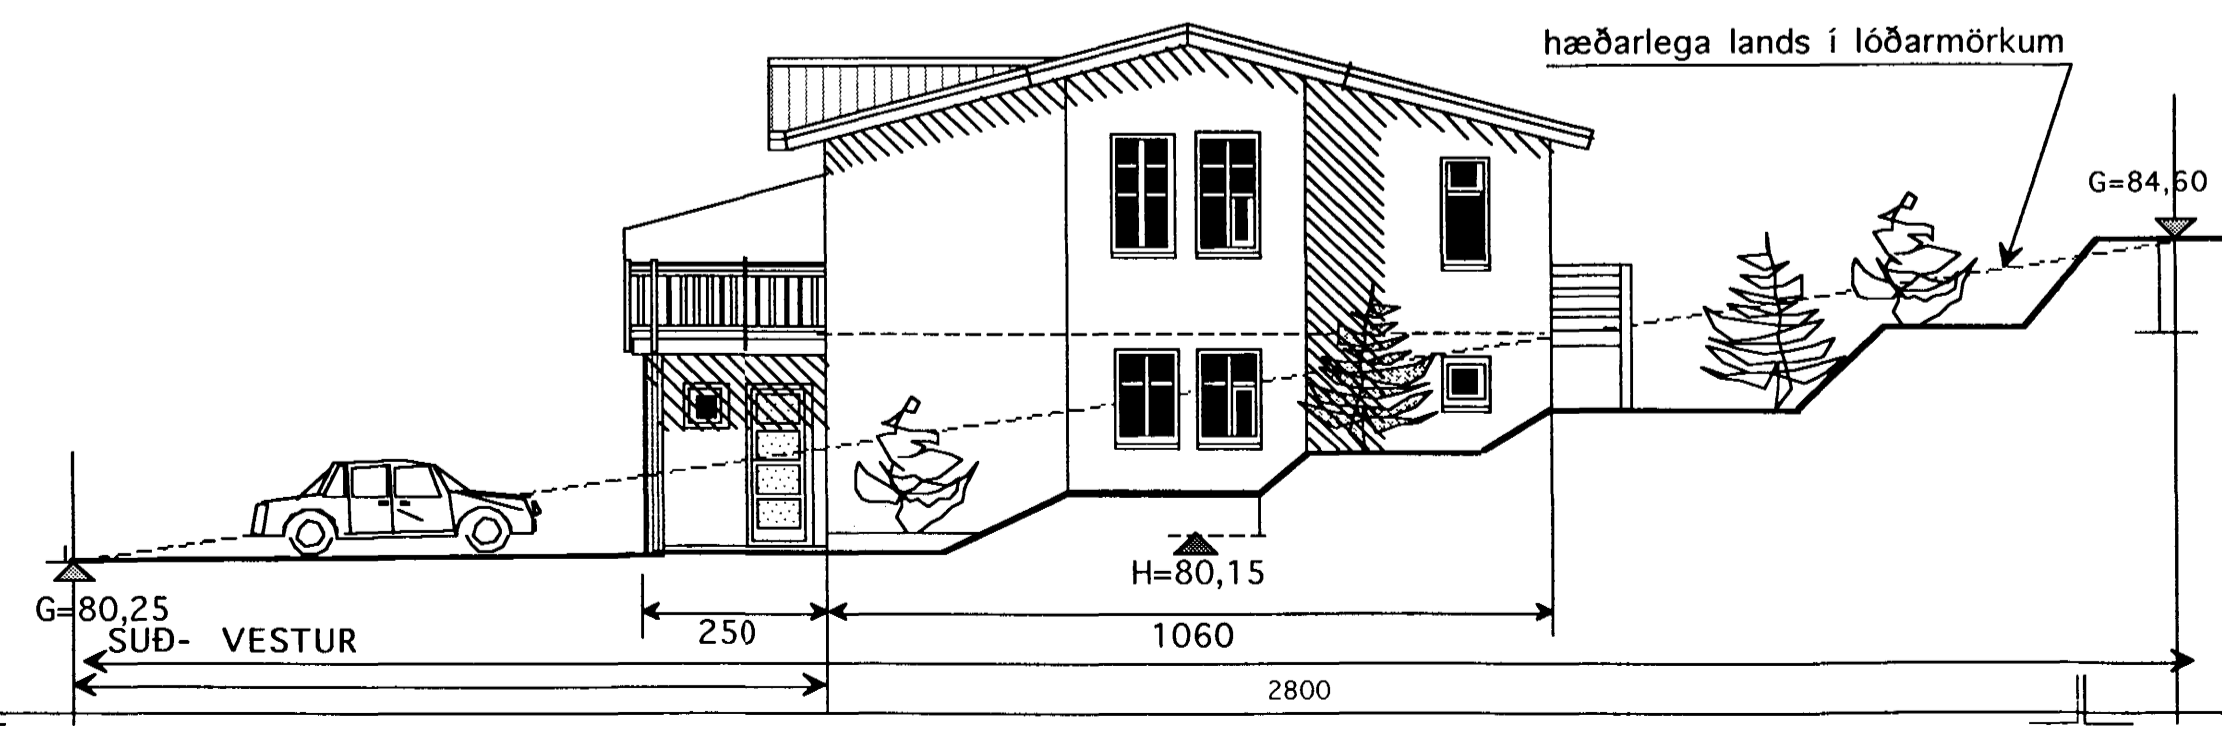 hæðarlega lands í lóðarmörkum
G=84,60
H=80,15
G=80,25
250
1060
SUÐ- VESTUR
2800